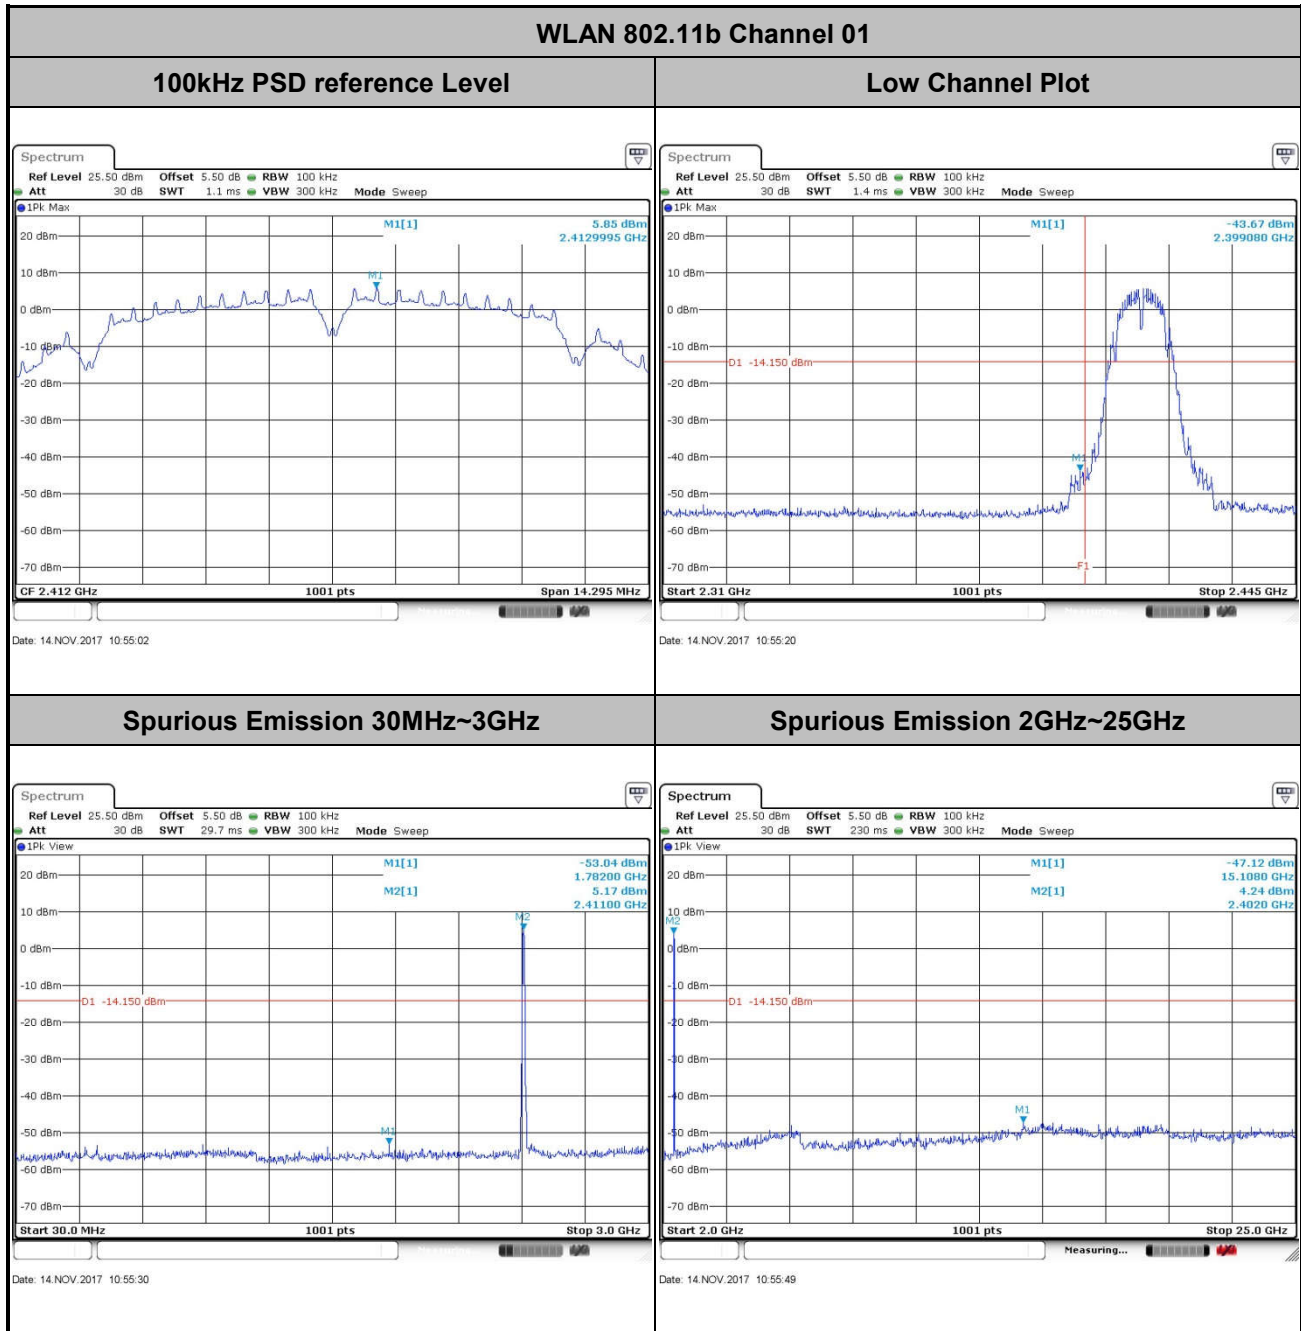 WLAN 802.11b Channel 01
100kHz PSD reference Level
Low Channel Plot
Spectrum
Ref Level 25.50 dBm Offset 5.50 dB RBW 100 kHz
Att 30 dB SWT 1.1 ms VBW 300 kHz Mode Sweep
1Pk Max
M1[1] 5.85 dBm
2.4129995 GHz
20 dBm
10 dBm
M1
0 dBm
-10 dBm
-20 dBm
-30 dBm
-40 dBm
-50 dBm
-60 dBm
-70 dBm
CF 2.412 GHz 1001 pts Span 14.295 MHz
Measuring...
Date: 14.NOV.2017 10:55:02
Spectrum
Ref Level 25.50 dBm Offset 5.50 dB RBW 100 kHz
Att 30 dB SWT 1.4 ms VBW 300 kHz Mode Sweep
1Pk Max
M1[1] -43.67 dBm
2.399080 GHz
20 dBm
10 dBm
0 dBm
-10 dBm
D1 -14.150 dBm
-20 dBm
-30 dBm
-40 dBm
M1
-50 dBm
-60 dBm
-70 dBm
F1
Start 2.31 GHz 1001 pts Stop 2.445 GHz
Measuring...
Date: 14.NOV.2017 10:55:20
Spurious Emission 30MHz~3GHz
Spurious Emission 2GHz~25GHz
Spectrum
Ref Level 25.50 dBm Offset 5.50 dB RBW 100 kHz
Att 30 dB SWT 29.7 ms VBW 300 kHz Mode Sweep
1Pk View
M1[1] -53.04 dBm
1.78200 GHz
M2[1] 5.17 dBm
2.41100 GHz
20 dBm
10 dBm
M2
0 dBm
-10 dBm
D1 -14.150 dBm
-20 dBm
-30 dBm
-40 dBm
-50 dBm
M1
-60 dBm
-70 dBm
Start 30.0 MHz 1001 pts Stop 3.0 GHz
Measuring...
Date: 14.NOV.2017 10:55:30
Spectrum
Ref Level 25.50 dBm Offset 5.50 dB RBW 100 kHz
Att 30 dB SWT 230 ms VBW 300 kHz Mode Sweep
1Pk View
M1[1] -47.12 dBm
15.1080 GHz
M2[1] 4.24 dBm
2.4020 GHz
20 dBm
10 dBm
M2
0 dBm
-10 dBm
D1 -14.150 dBm
-20 dBm
-30 dBm
-40 dBm
M1
-50 dBm
-60 dBm
-70 dBm
Start 2.0 GHz 1001 pts Stop 25.0 GHz
Measuring...
Date: 14.NOV.2017 10:55:49